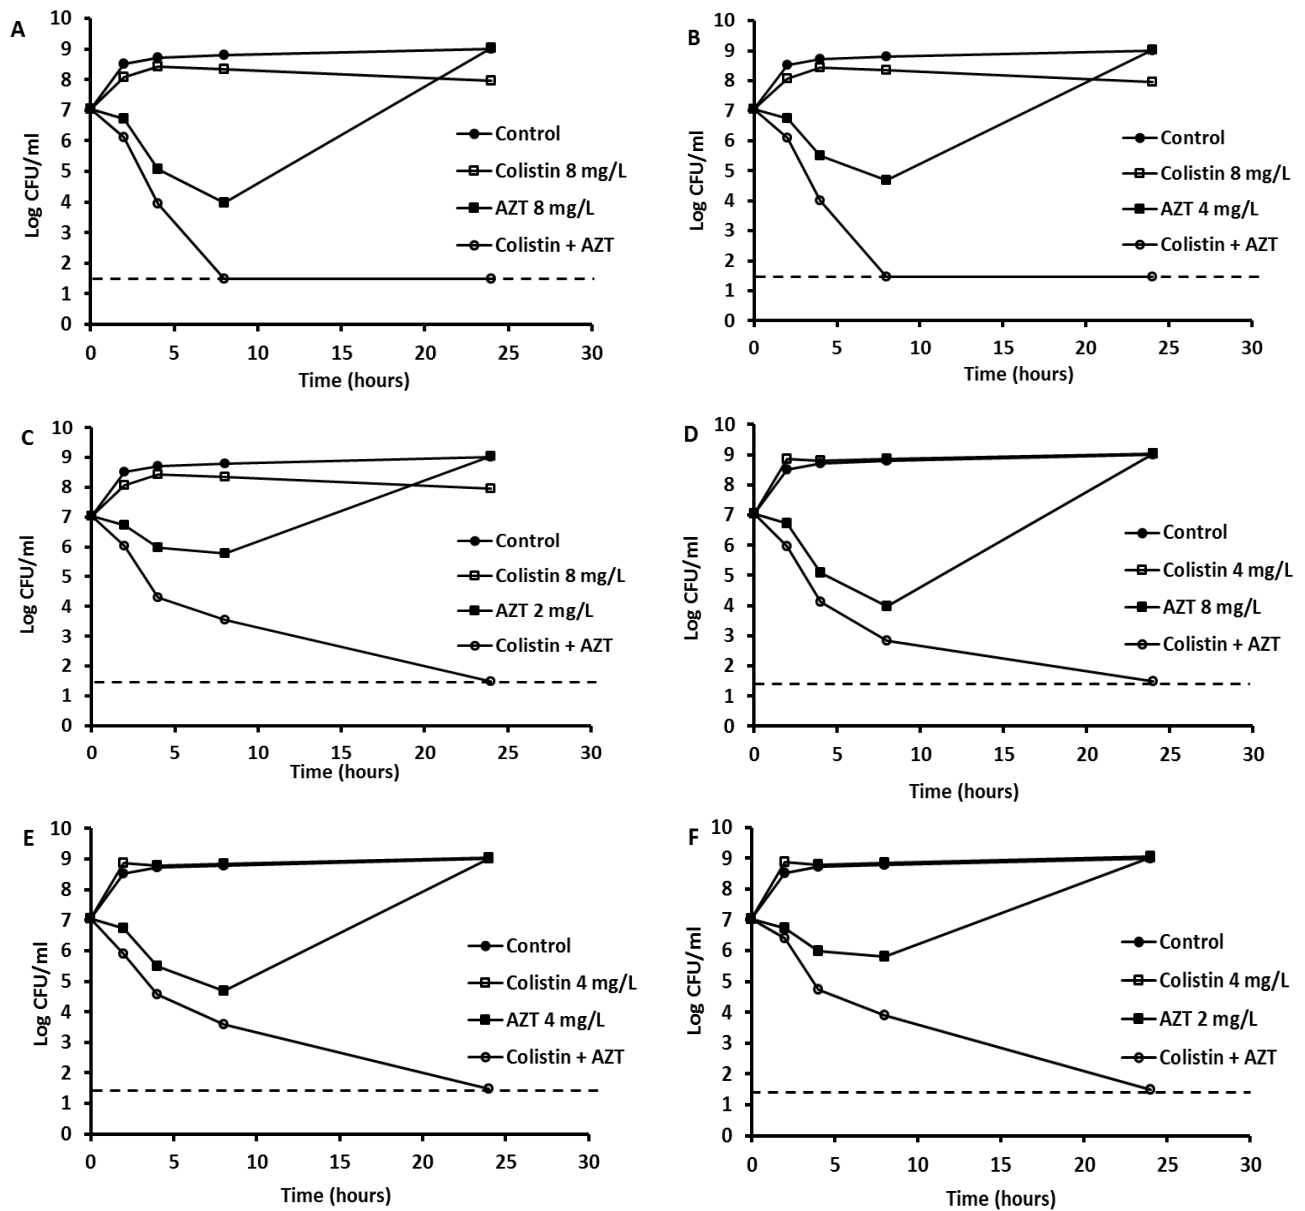 A
Log CFU/ml
10
9
8
7
6
5
4
3
2
1
0
Control
Colistin 8 mg/L
AZT 8 mg/L
Colistin + AZT
0 5 10 15 20 25 30
Time (hours)
B
Log CFU/ml
10
9
8
7
6
5
4
3
2
1
0
Control
Colistin 8 mg/L
AZT 4 mg/L
Colistin + AZT
0 5 10 15 20 25 30
Time (hours)
C
Log CFU/ml
10
9
8
7
6
5
4
3
2
1
0
Control
Colistin 8 mg/L
AZT 2 mg/L
Colistin + AZT
0 5 10 15 20 25 30
Time (hours)
D
Log CFU/ml
10
9
8
7
6
5
4
3
2
1
0
Control
Colistin 4 mg/L
AZT 8 mg/L
Colistin + AZT
0 5 10 15 20 25 30
Time (hours)
E
Log CFU/ml
10
9
8
7
6
5
4
3
2
1
0
Control
Colistin 4 mg/L
AZT 4 mg/L
Colistin + AZT
0 5 10 15 20 25 30
Time (hours)
F
Log CFU/ml
10
9
8
7
6
5
4
3
2
1
0
Control
Colistin 4 mg/L
AZT 2 mg/L
Colistin + AZT
0 5 10 15 20 25 30
Time (hours)